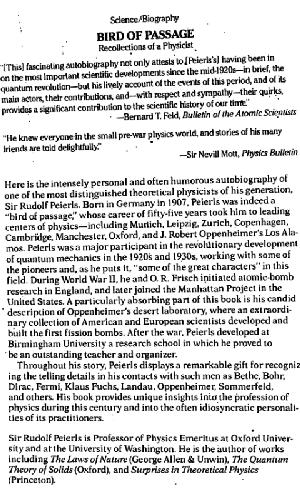 Science/Biography
BIRD OF PASSAGE
Recollections of a Physicist
"[This] fascinating autobiography not only attests to [Peierls's] having been in
on the most important scientific developments since the mid-1920s—in brief, the
quantum revolution—but his lively account of the events of this period, and of its
main actors, their contributions, and—with respect and sympathy—their quirks,
provides a significant contribution to the scientific history of our time."
—Bernard T. Feld, Bulletin of the Atomic Scientists
"He knew everyone in the small pre-war physics world, and stories of his many
friends are told delightfully."
—Sir Nevill Mott, Physics Bulletin
Here is the intensely personal and often humorous autobiography of
one of the most distinguished theoretical physicists of his generation,
Sir Rudolf Peierls. Born in Germany in 1907, Peierls was indeed a
"bird of passage," whose career of fifty-five years took him to leading
centers of physics—including Munich, Leipzig, Zurich, Copenhagen,
Cambridge, Manchester, Oxford, and J. Robert Oppenheimer's Los Ala-
mos. Peierls was a major participant in the revolutionary development
of quantum mechanics in the 1920s and 1930s, working with some of
the pioneers and, as he puts it, "some of the great characters" in this
field. During World War II, he and O. R. Frisch initiated atomic-bomb
research in England, and later joined the Manhattan Project in the
United States. A particularly absorbing part of this book is his candid
description of Oppenheimer's desert laboratory, where an extraordi-
nary collection of American and European scientists developed and
built the first fission bombs. After the war, Peierls developed at
Birmingham University a research school in which he proved to
be an outstanding teacher and organizer.
Throughout his story, Peierls displays a remarkable gift for recogniz
ing the telling details in his contacts with such men as Bethe, Bohr,
Dirac, Fermi, Klaus Fuchs, Landau, Oppenheimer, Sommerfeld,
and others. His book provides unique insights into the profession of
physics during this century and into the often idiosyncratic personali-
ties of its practitioners.
Sir Rudolf Peierls is Professor of Physics Emeritus at Oxford Univer-
sity and at the University of Washington. He is the author of works
including The Laws of Nature (George Allen & Unwin), The Quantum
Theory of Solids (Oxford), and Surprises in Theoretical Physics
(Princeton).